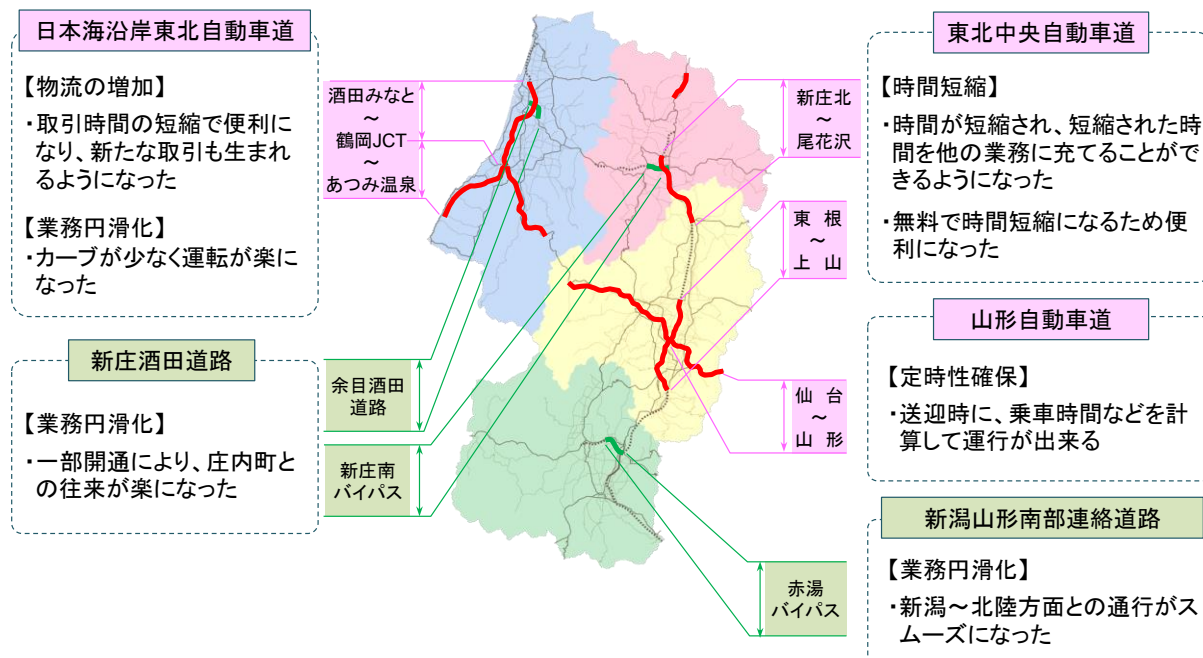 日本海沿岸東北自動車道
【物流の増加】
・取引時間の短縮で便利に
なり、新たな取引も生まれ
るようになった
【業務円滑化】
・カーブが少なく運転が楽に
なった
新庄酒田道路
【業務円滑化】
・一部開通により、庄内町と
の往来が楽になった
酒田みなと
～
鶴岡JCT
～
あつみ温泉
余目酒田
道路
新庄南
バイパス
新庄北
～
尾花沢
東 根
～
上 山
仙 台
～
山 形
赤湯
バイパス
東北中央自動車道
【時間短縮】
・時間が短縮され、短縮された時
間を他の業務に充てることがで
きるようになった
・無料で時間短縮になるため便
利になった
山形自動車道
【定時性確保】
・送迎時に、乗車時間などを計
算して運行が出来る
新潟山形南部連絡道路
【業務円滑化】
・新潟～北陸方面との通行がス
ムーズになった